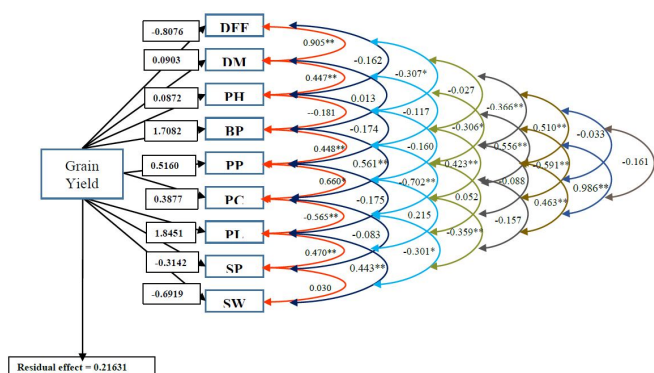 -0.8076 DFF
0.905** -0.162
0.0903 DM -0.307*
0.447** -0.027
0.0872 PH 0.013 -0.117 -0.366**
--0.181 -0.306* 0.510** -0.033
1.7082 BP -0.174 0.556**
0.448** -0.160 -0.161
Grain
Yield
0.5160 PP 0.561** 0.423** -0.591**
0.660* -0.702** -0.088 0.986**
0.3877 PC -0.175 0.052 0.463**
-0.565** 0.215 -0.157
1.8451 PL -0.083 -0.359**
0.470** -0.301*
-0.3142 SP 0.443**
0.030
-0.6919 SW
Residual effect = 0.21631